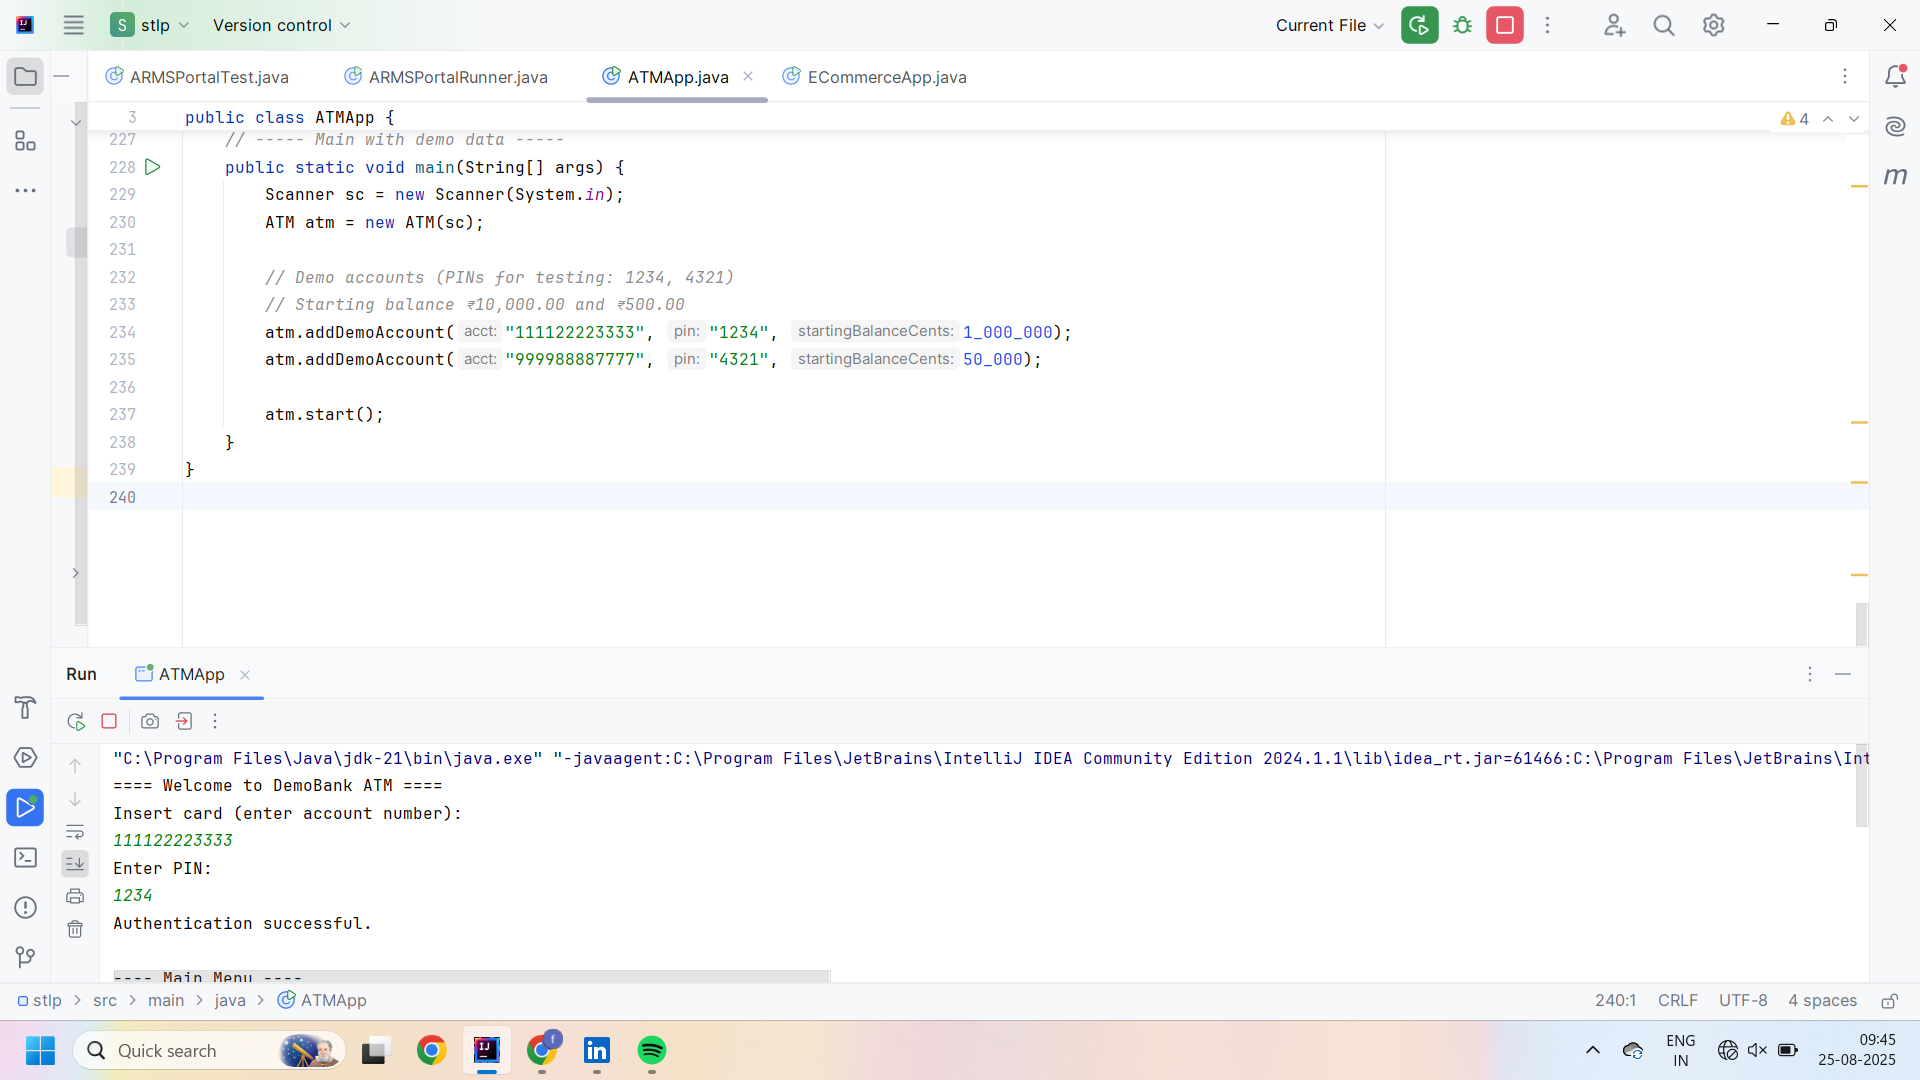 S stlp Version control Current File
ARMSPortalTest.java ARMSPortalRunner.java ATMApp.java ECommerceApp.java
3 public class ATMApp { 4
227 // ----- Main with demo data -----
228 public static void main(String[] args) {
229 Scanner sc = new Scanner(System.in);
230 ATM atm = new ATM(sc);
231
232 // Demo accounts (PINs for testing: 1234, 4321)
233 // Starting balance ₹10,000.00 and ₹500.00
234 atm.addDemoAccount( acct: "111122223333", pin: "1234", startingBalanceCents: 1_000_000);
235 atm.addDemoAccount( acct: "999988887777", pin: "4321", startingBalanceCents: 50_000);
236
237 atm.start();
238 }
239 }
240
Run ATMApp
"C:\Program Files\Java\jdk-21\bin\java.exe" "-javaagent:C:\Program Files\JetBrains\IntelliJ IDEA Community Edition 2024.1.1\lib\idea_rt.jar=61466:C:\Program Files\JetBrains\Int
==== Welcome to DemoBank ATM ====
Insert card (enter account number):
111122223333
Enter PIN:
1234
Authentication successful.
---- Main Menu ----
stlp > src > main > java > ATMApp 240:1 CRLF UTF-8 4 spaces
Quick search
ENG
IN
09:45
25-08-2025